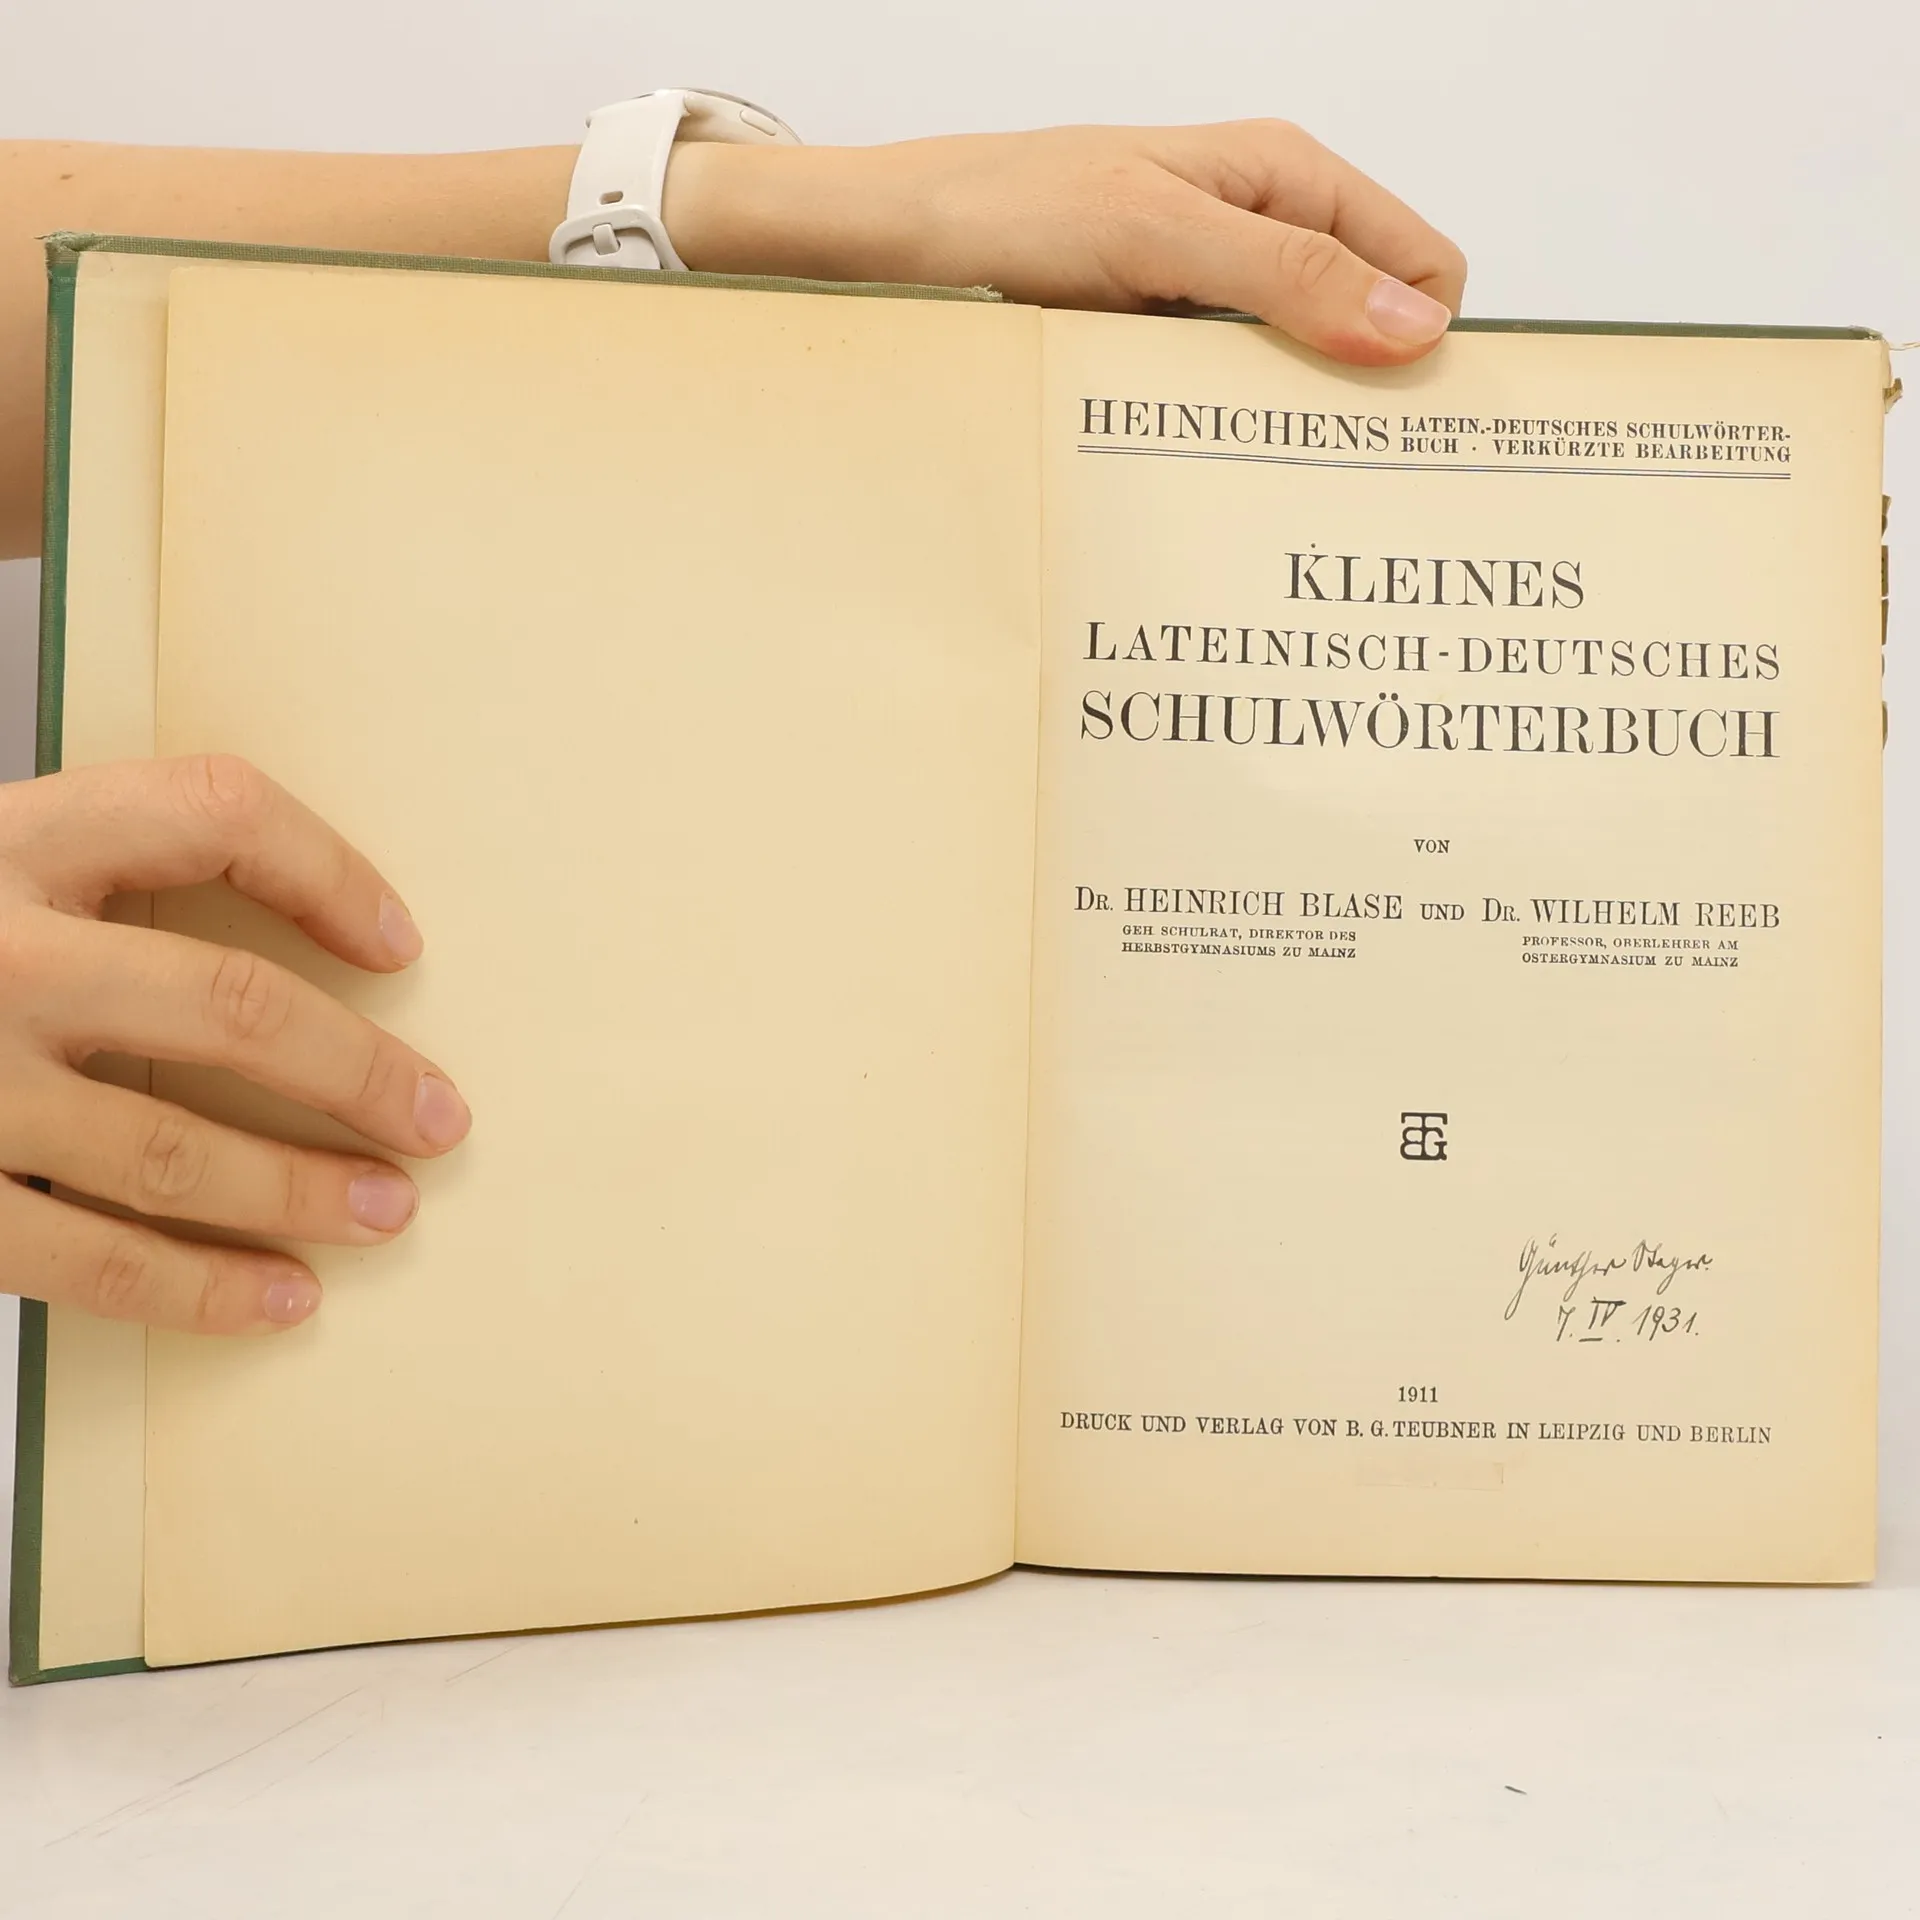 HEINICHENS LATEIN.-DEUTSCHES SCHULWÖRTER-
BUCH · VERKÜRZTE BEARBEITUNG
KLEINES
LATEINISCH-DEUTSCHES
SCHULWÖRTERBUCH
VON
DR. HEINRICH BLASE UND DR. WILHELM REEB
GEH. SCHULRAT, DIREKTOR DES
HERBSTGYMNASIUMS ZU MAINZ
PROFESSOR, OBERLEHRER AM
OSTERGYMNASIUM ZU MAINZ
BTG
Günther
7. IV. 1931.
1911
DRUCK UND VERLAG VON B. G. TEUBNER IN LEIPZIG UND BERLIN